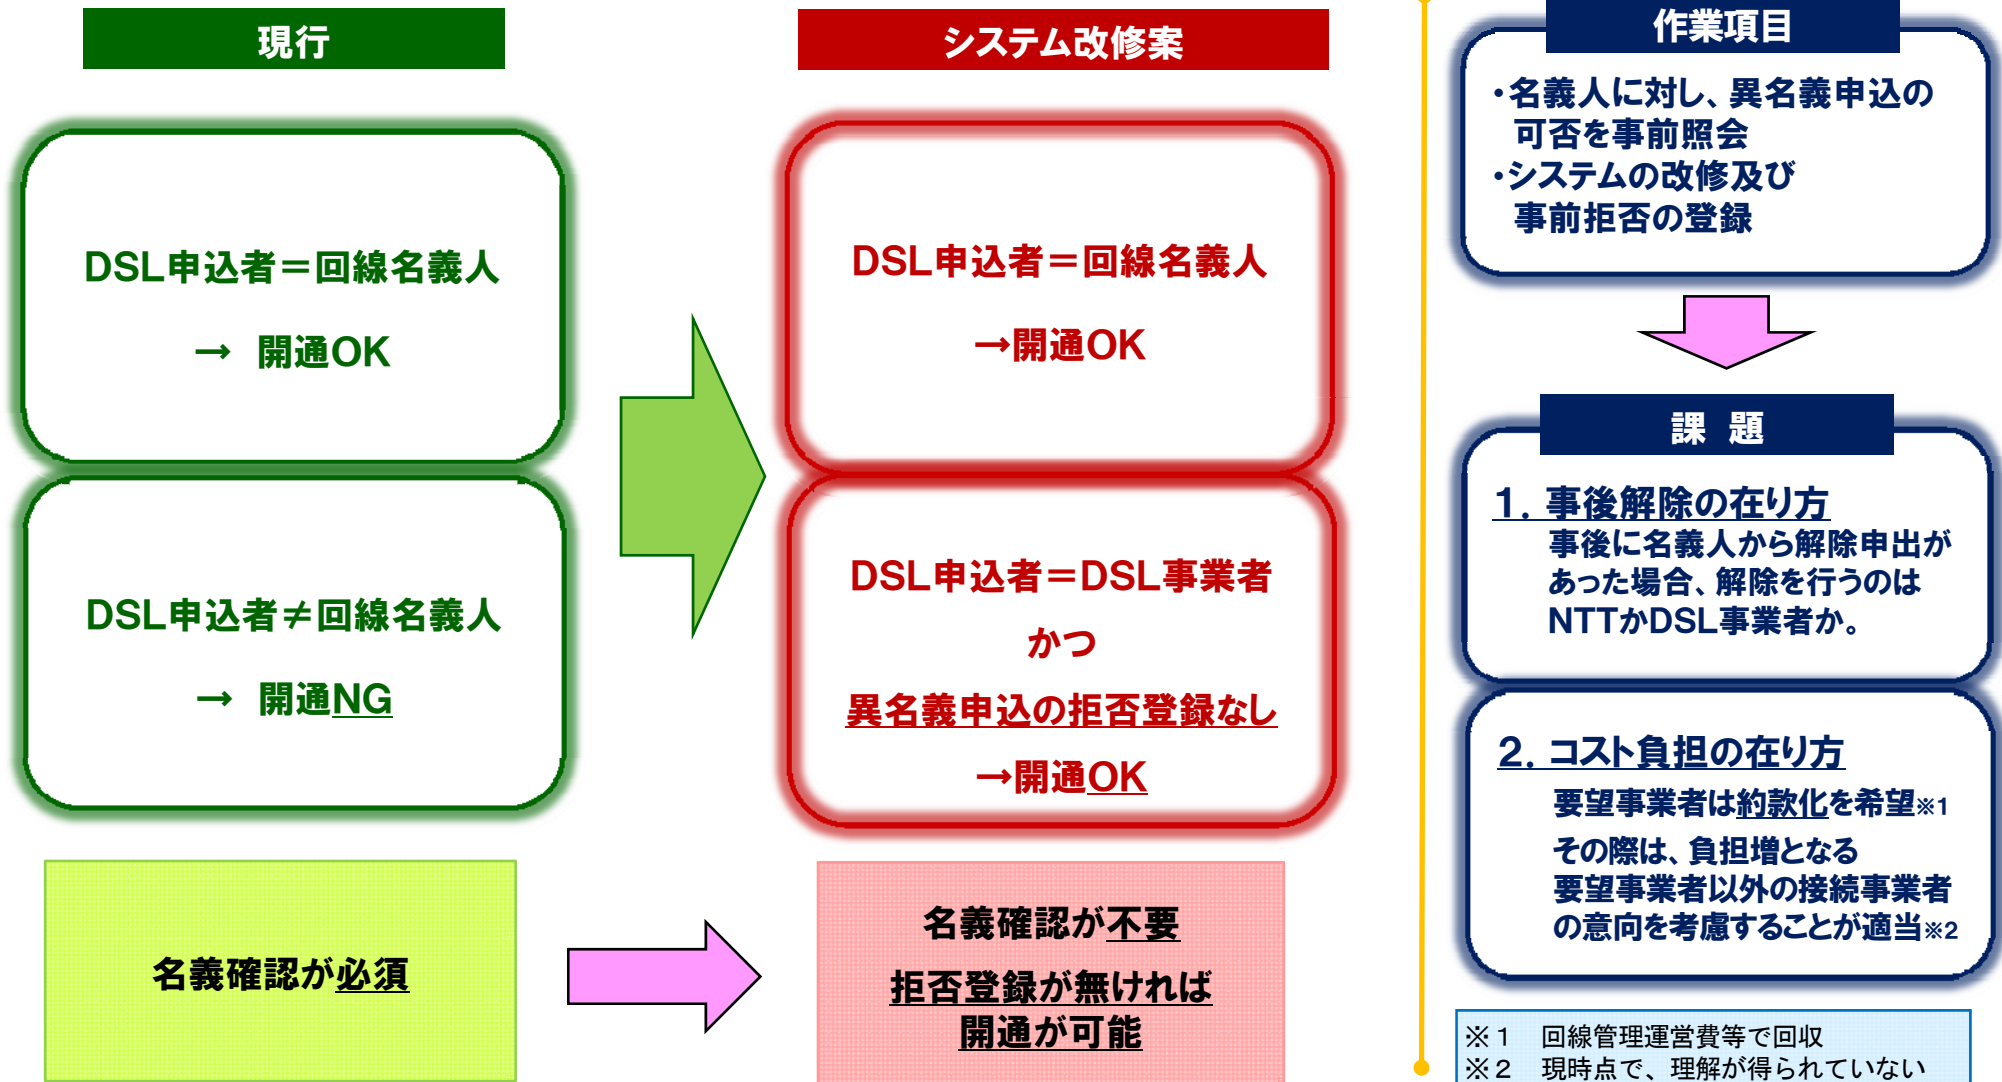 現行
DSL申込者＝回線名義人
→ 開通OK
DSL申込者≠回線名義人
→ 開通NG
名義確認が必須
システム改修案
DSL申込者＝回線名義人
→開通OK
DSL申込者＝DSL事業者
かつ
異名義申込の拒否登録なし
→開通OK
名義確認が不要
拒否登録が無ければ
開通が可能
作業項目
・名義人に対し、異名義申込の
可否を事前照会
・システムの改修及び
事前拒否の登録
課 題
１．事後解除の在り方
事後に名義人から解除申出が
あった場合、解除を行うのは
NTTかDSL事業者か。
２．コスト負担の在り方
要望事業者は約款化を希望※1
その際は、負担増となる
要望事業者以外の接続事業者
の意向を考慮することが適当※2
※１ 回線管理運営費等で回収
※２ 現時点で、理解が得られていない